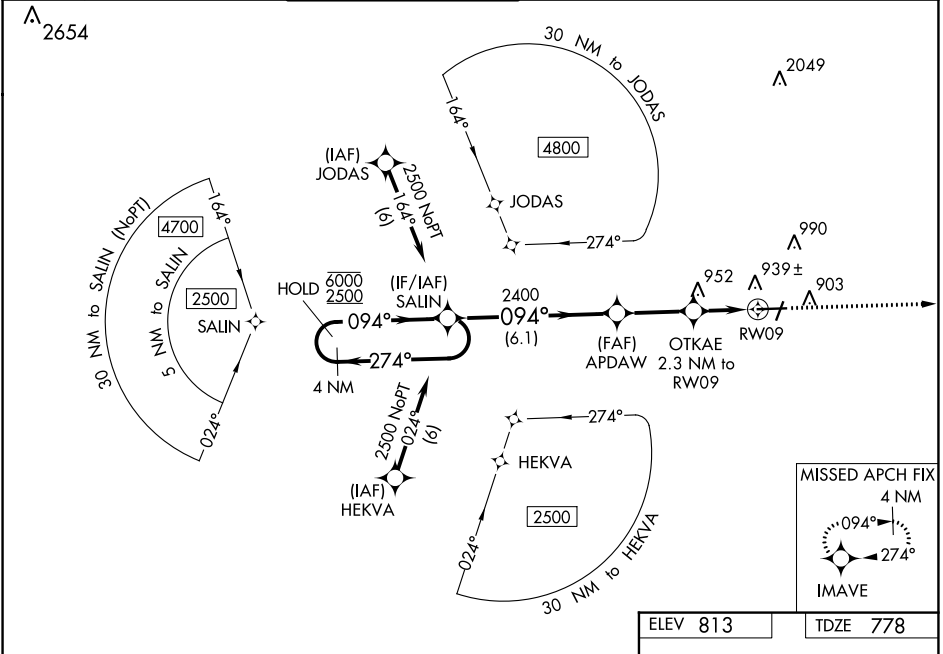 2654
30 NM to JODAS
2049
164°
4800
(IAF)
JODAS
2500 NoPT
164°
(6)
JODAS
274°
30 NM to SALIN (NoPT)
164°
4700
5 NM to SALIN
2500
SALIN
024°
HOLD
6000
2500
(IF/IAF)
SALIN
094°
274°
4 NM
2400
094°
(6.1)
(FAF)
APDAW
952
OTKAE
2.3 NM to
RW09
990
939±
903
RW09
2500 NoPT
024°
(6)
(IAF)
HEKVA
274°
HEKVA
2500
024°
30 NM to HEKVA
MISSED APCH FIX
4 NM
094°
274°
IMAVE
ELEV 813
TDZE 778